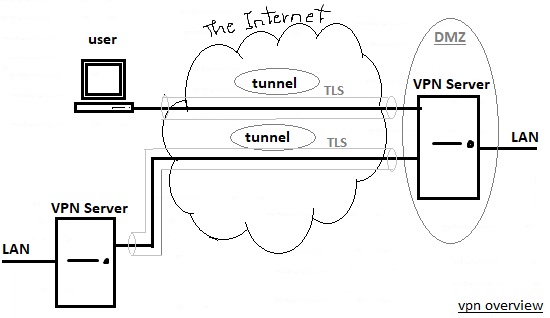 The Internet
DMZ
user
tunnel
TLS
VPN Server
tunnel
TLS
LAN
VPN Server
LAN
vpn overview